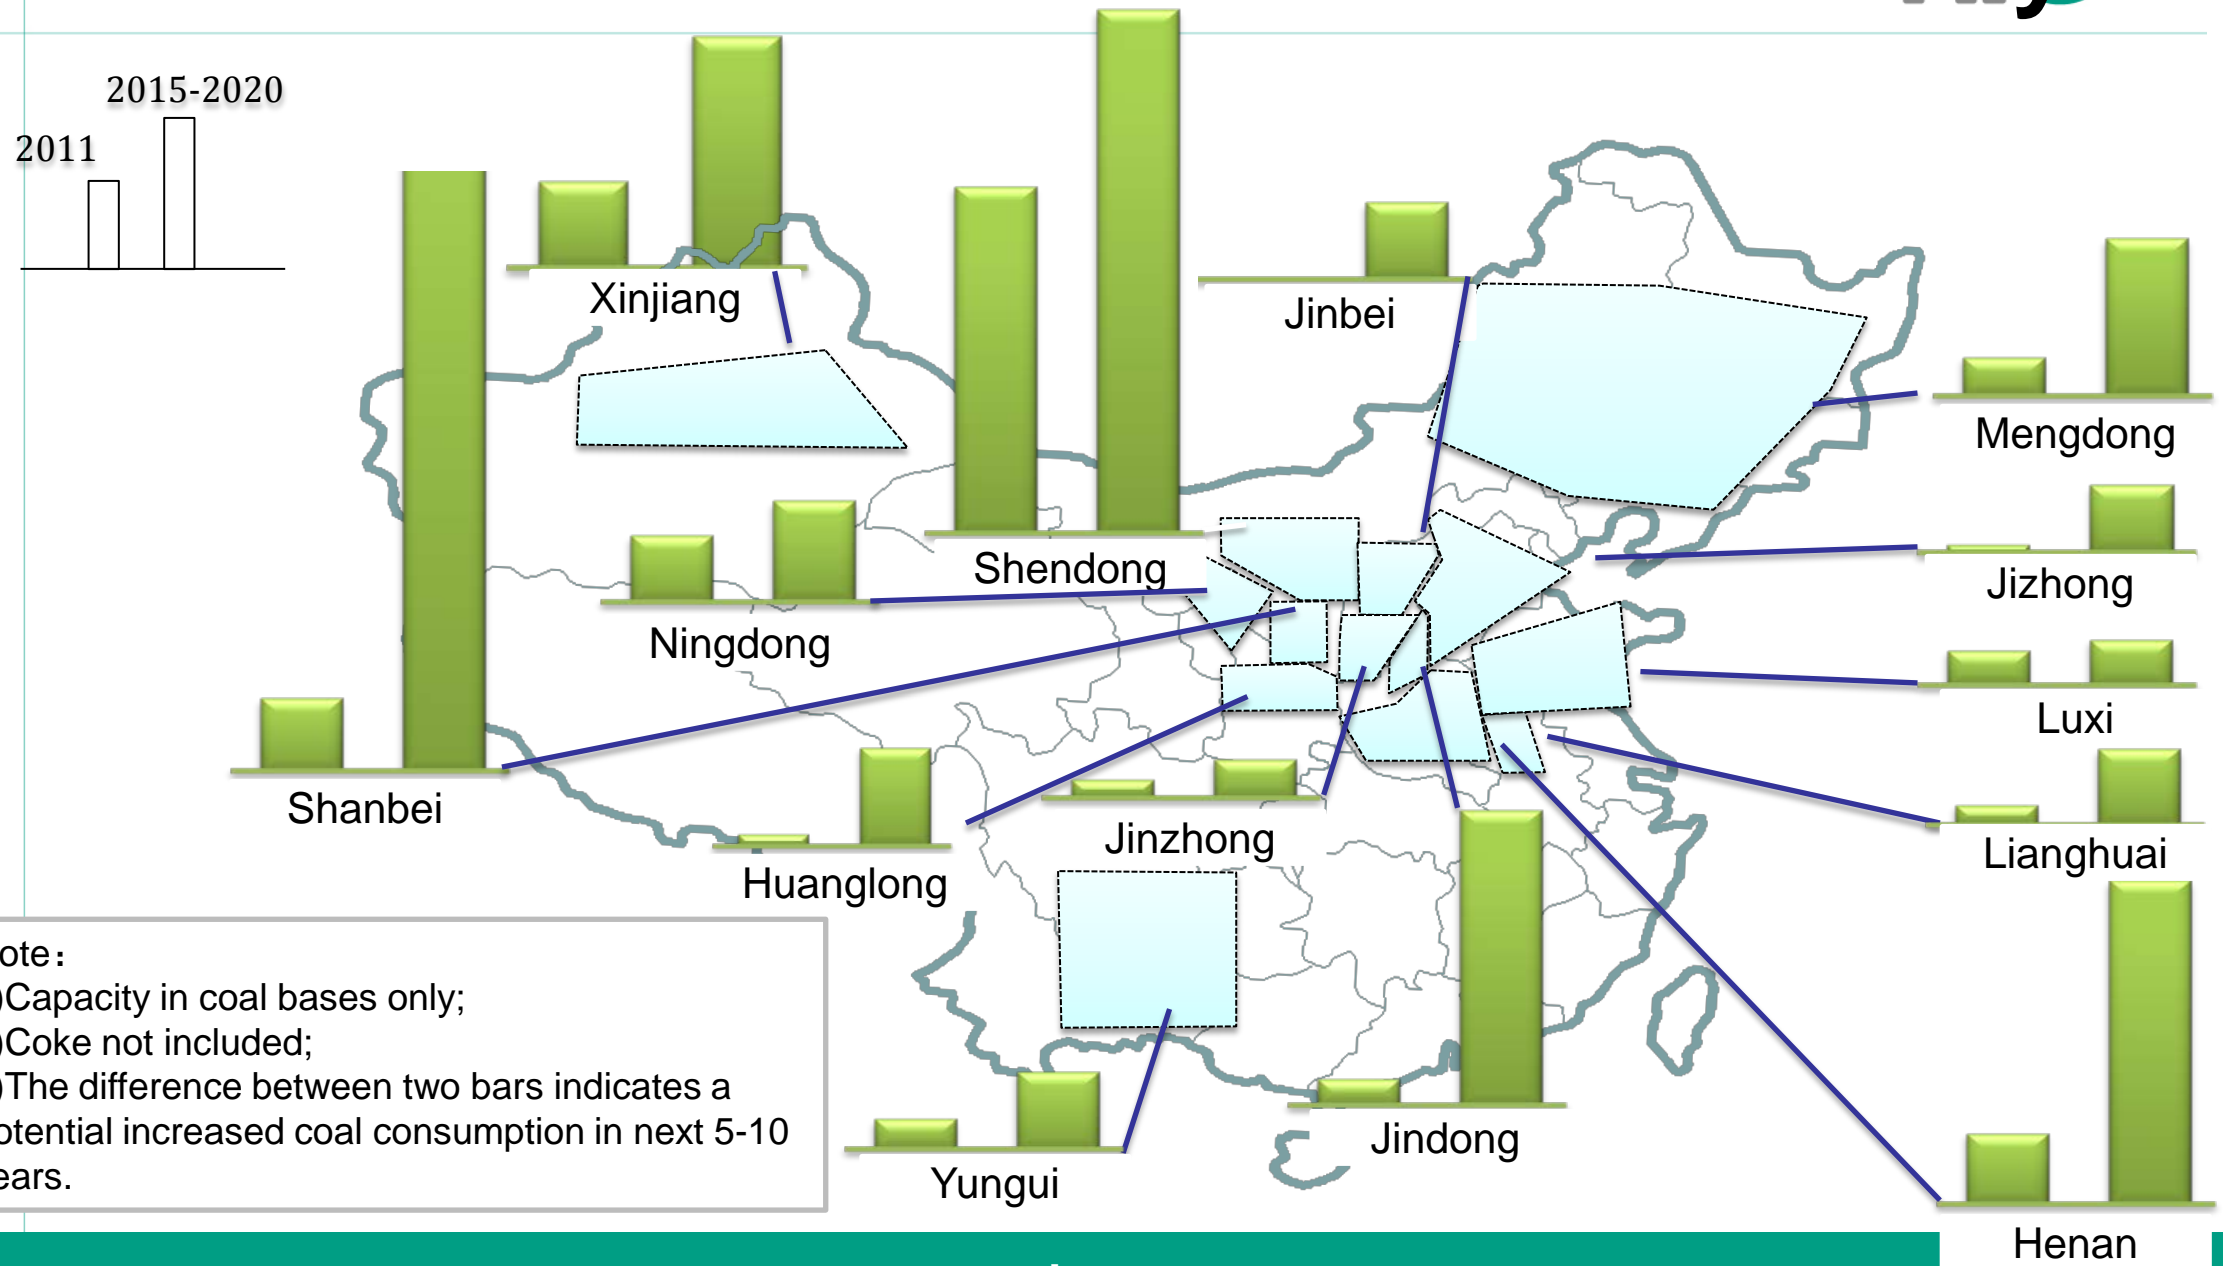 2015-2020
2011
Xinjiang
Jinbei
Mengdong
Shendong
Jizhong
Ningdong
Luxi
Shanbei
Jinzhong
Lianghuai
Huanglong
ote：
)Capacity in coal bases only;
)Coke not included;
)The difference between two bars indicates a
otential increased coal consumption in next 5-10
ears.
Jindong
Yungui
Henan